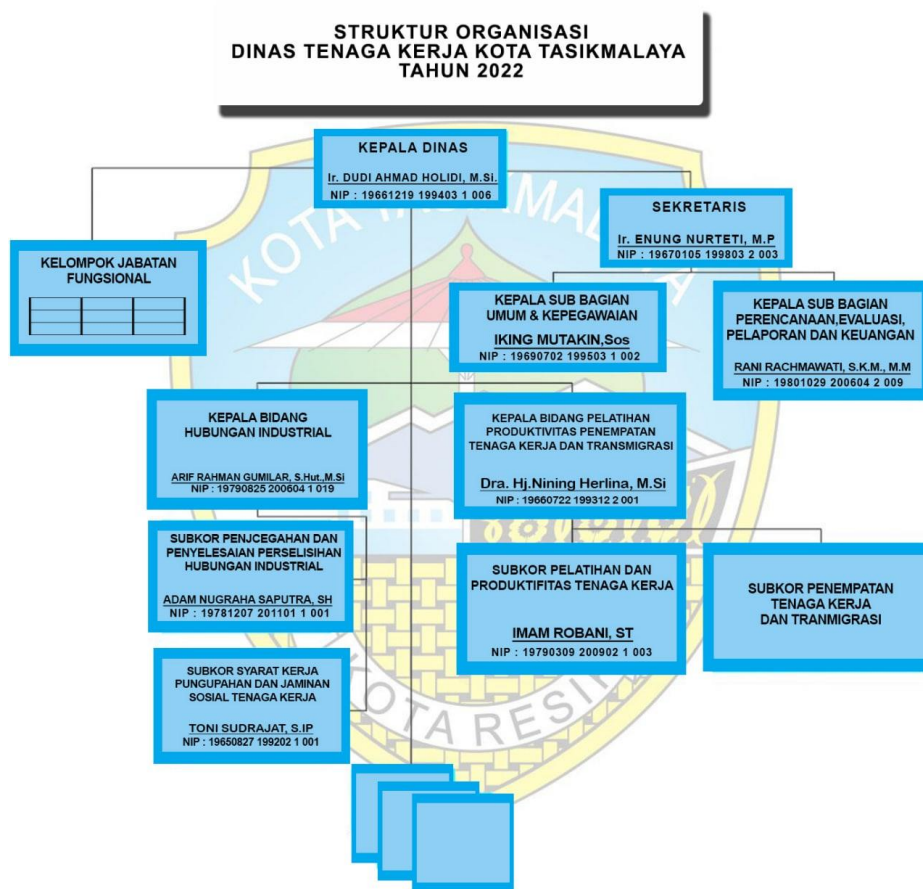 STRUKTUR ORGANISASI
DINAS TENAGA KERJA KOTA TASIKMALAYA
TAHUN 2022
KEPALA DINAS
Ir. DUDI AHMAD HOLIDI, M.Si.
NIP : 19661219 199403 1 006
SEKRETARIS
Ir. ENUNG NURTETI, M.P
NIP : 19670105 199803 2 003
KELOMPOK JABATAN
FUNGSIONAL
KEPALA SUB BAGIAN
UMUM & KEPEGAWAIAN
IKING MUTAKIN,Sos
NIP : 19690702 199503 1 002
KEPALA SUB BAGIAN
PERENCANAAN,EVALUASI,
PELAPORAN DAN KEUANGAN
RANI RACHMAWATI, S.K.M., M.M
NIP : 19801029 200604 2 009
KEPALA BIDANG
HUBUNGAN INDUSTRIAL
ARIF RAHMAN GUMILAR, S.Hut.,M.Si
NIP : 19790825 200604 1 019
KEPALA BIDANG PELATIHAN
PRODUKTIVITAS PENEMPATAN
TENAGA KERJA DAN TRANSMIGRASI
Dra. Hj.Nining Herlina, M.Si
NIP : 19660722 199312 2 001
SUBKOR PENJCEGAHAN DAN
PENYELESAIAN PERSELISIHAN
HUBUNGAN INDUSTRIAL
ADAM NUGRAHA SAPUTRA, SH
NIP : 19781207 201101 1 001
SUBKOR PELATIHAN DAN
PRODUKTIFITAS TENAGA KERJA
IMAM ROBANI, ST
NIP : 19790309 200902 1 003
SUBKOR PENEMPATAN
TENAGA KERJA
DAN TRANMIGRASI
SUBKOR SYARAT KERJA
PUNGUPAHAN DAN JAMINAN
SOSIAL TENAGA KERJA
TONI SUDRAJAT, S.IP
NIP : 19650827 199202 1 001
KOTA
KOTA RESIK